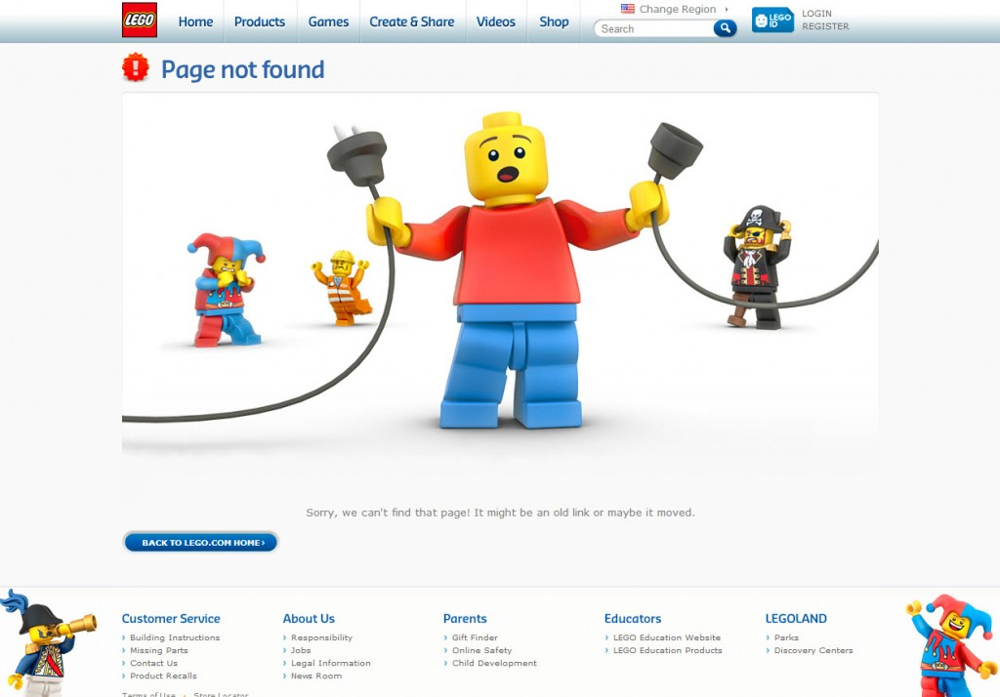 LEGO
Home
Products
Games
Create & Share
Videos
Shop
Change Region
Search
LEGO ID
LOGIN
REGISTER
Page not found
Sorry, we can't find that page! It might be an old link or maybe it moved.
BACK TO LEGO.COM HOME ›
Customer Service
› Building Instructions
› Missing Parts
› Contact Us
› Product Recalls
About Us
› Responsibility
› Jobs
› Legal Information
› News Room
Parents
› Gift Finder
› Online Safety
› Child Development
Educators
› LEGO Education Website
› LEGO Education Products
LEGOLAND
› Parks
› Discovery Centers
Terms of Use - Store Locator